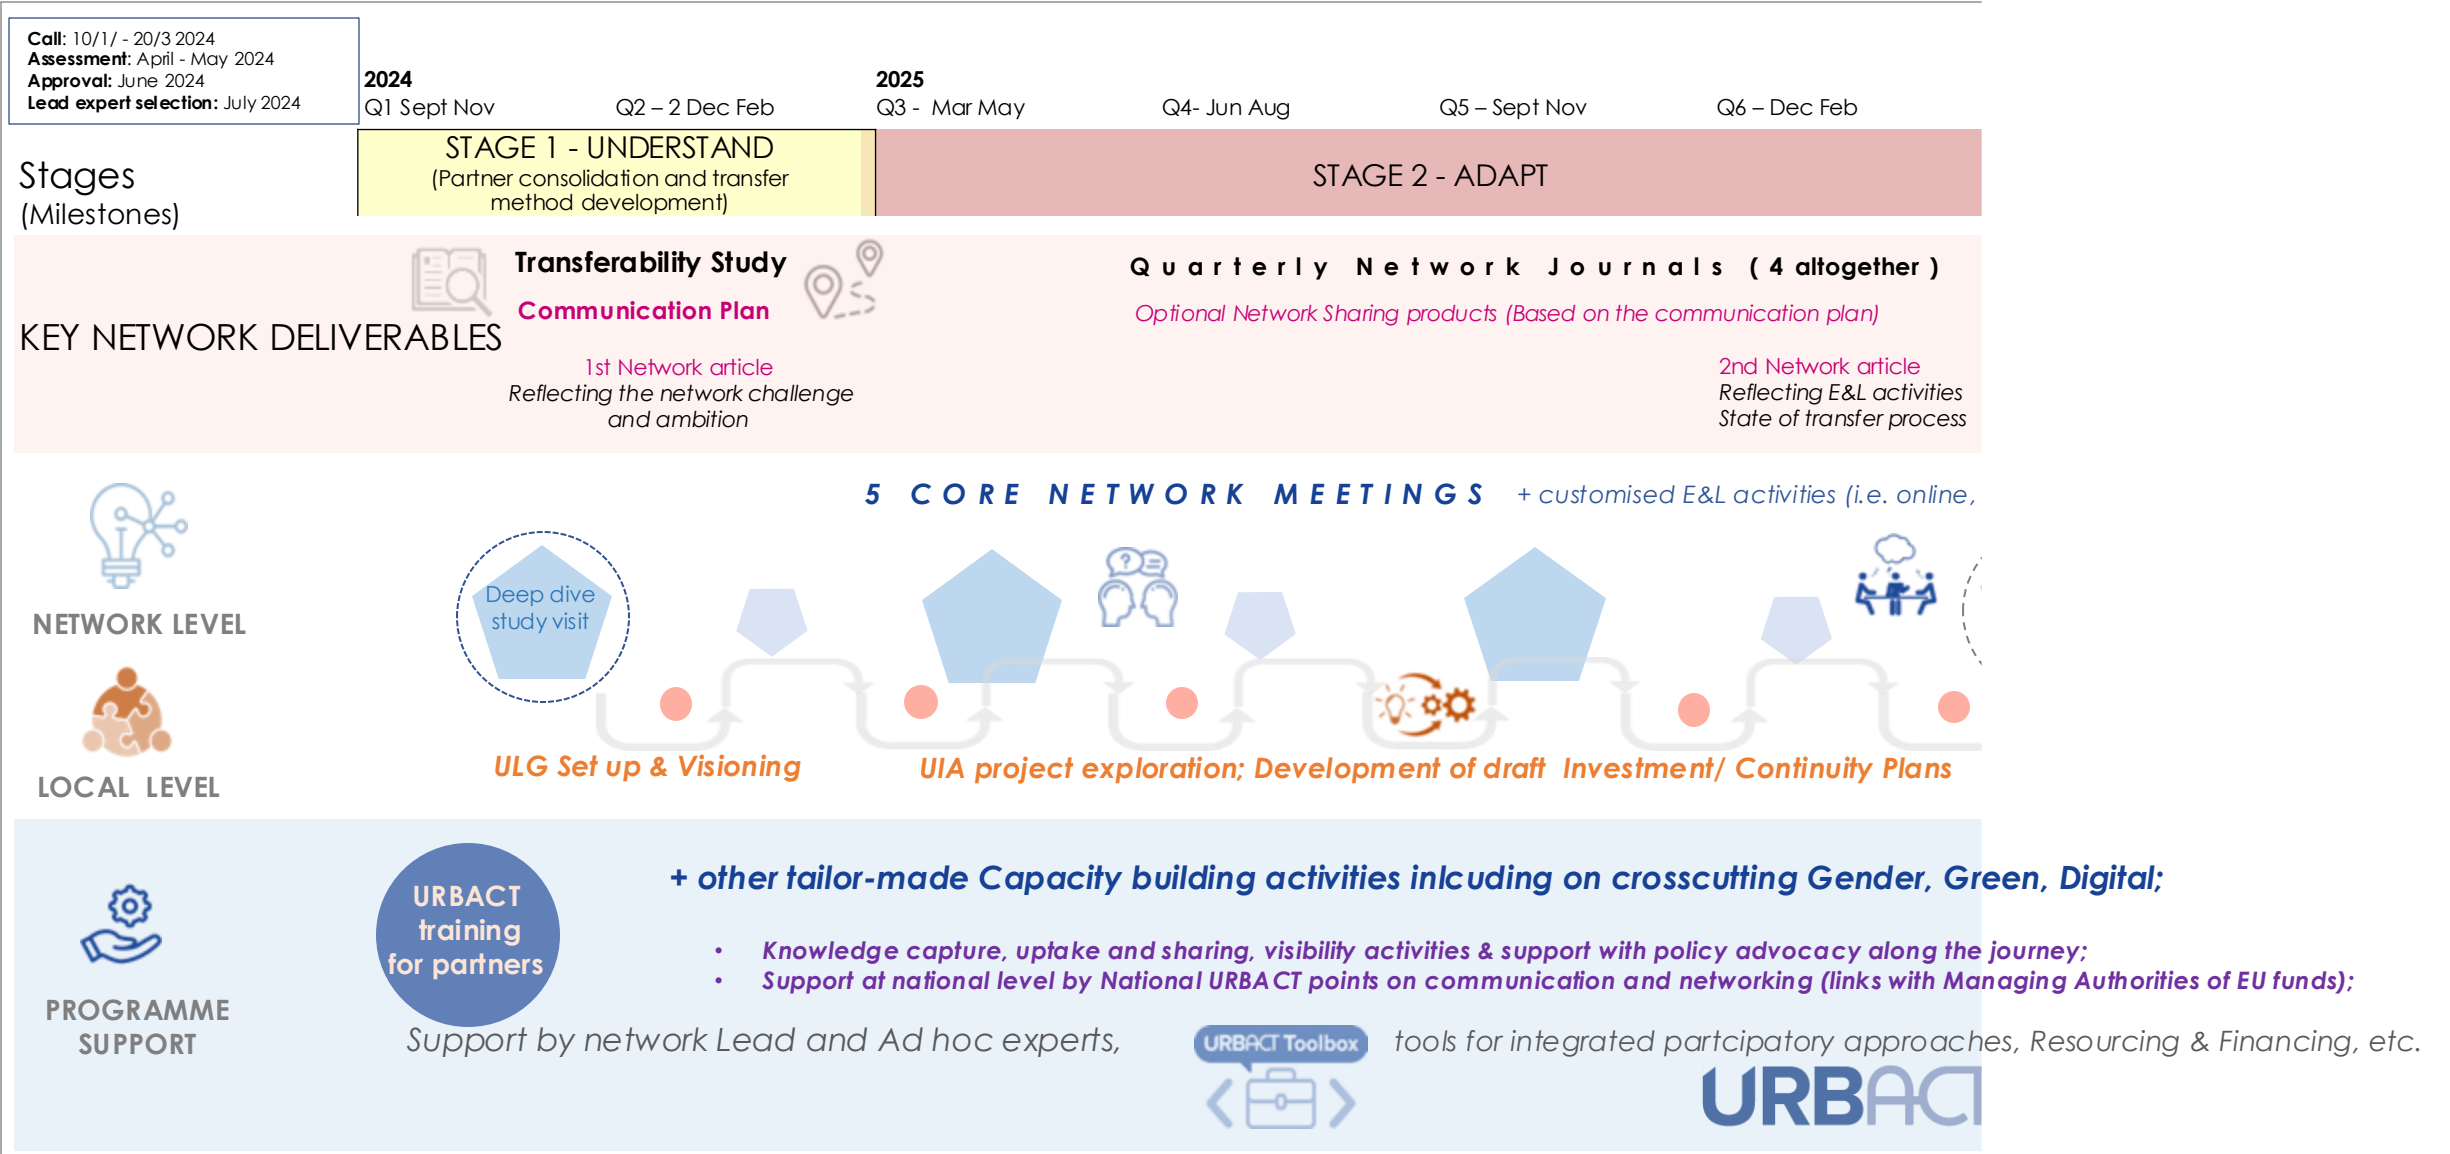 Call: 10/1/ - 20/3 2024
Assessment: April - May 2024
Approval: June 2024
Lead expert selection: July 2024
2024
2025
Q1 Sept Nov
Q2 – 2 Dec Feb
Q3 - Mar May
Q4- Jun Aug
Q5 – Sept Nov
Q6 – Dec Feb
Stages
(Milestones)
STAGE 1 - UNDERSTAND
(Partner consolidation and transfer
method development)
STAGE 2 - ADAPT
KEY NETWORK DELIVERABLES
Transferability Study
Communication Plan
1st Network article
Reflecting the network challenge
and ambition
Quarterly Network Journals (4 altogether)
Optional Network Sharing products (Based on the communication plan)
2nd Network article
Reflecting E&L activities
State of transfer process
5 CORE NETWORK MEETINGS + customised E&L activities (i.e. online,
NETWORK LEVEL
Deep dive
study visit
LOCAL LEVEL
ULG Set up & Visioning
UIA project exploration; Development of draft Investment/ Continuity Plans
PROGRAMME
SUPPORT
URBACT
training
for partners
+ other tailor-made Capacity building activities inlcuding on crosscutting Gender, Green, Digital;
• Knowledge capture, uptake and sharing, visibility activities & support with policy advocacy along the journey;
• Support at national level by National URBACT points on communication and networking (links with Managing Authorities of EU funds);
Support by network Lead and Ad hoc experts,
URBACT Toolbox
tools for integrated partcipatory approaches, Resourcing & Financing, etc.
URBACT